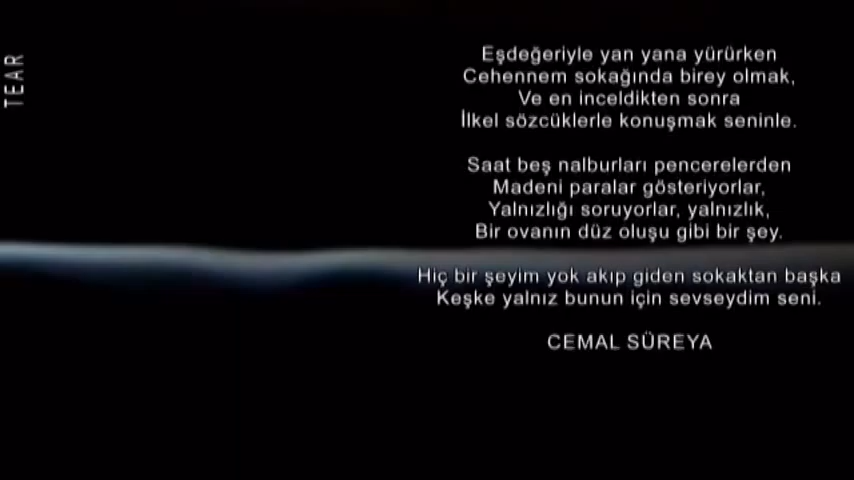 TEAR
Eşdeğeriyle yan yana yürürken
Cehennem sokağında birey olmak,
Ve en inceldikten sonra
İlkel sözcüklerle konuşmak seninle.
Saat beş nalburları pencerelerden
Madeni paralar gösteriyorlar,
Yalnızlığı soruyorlar, yalnızlık,
Bir ovanın düz oluşu gibi bir şey.
Hiç bir şeyim yok akıp giden sokaktan başka
Keşke yalnız bunun için sevseydim seni.
CEMAL SÜREYA